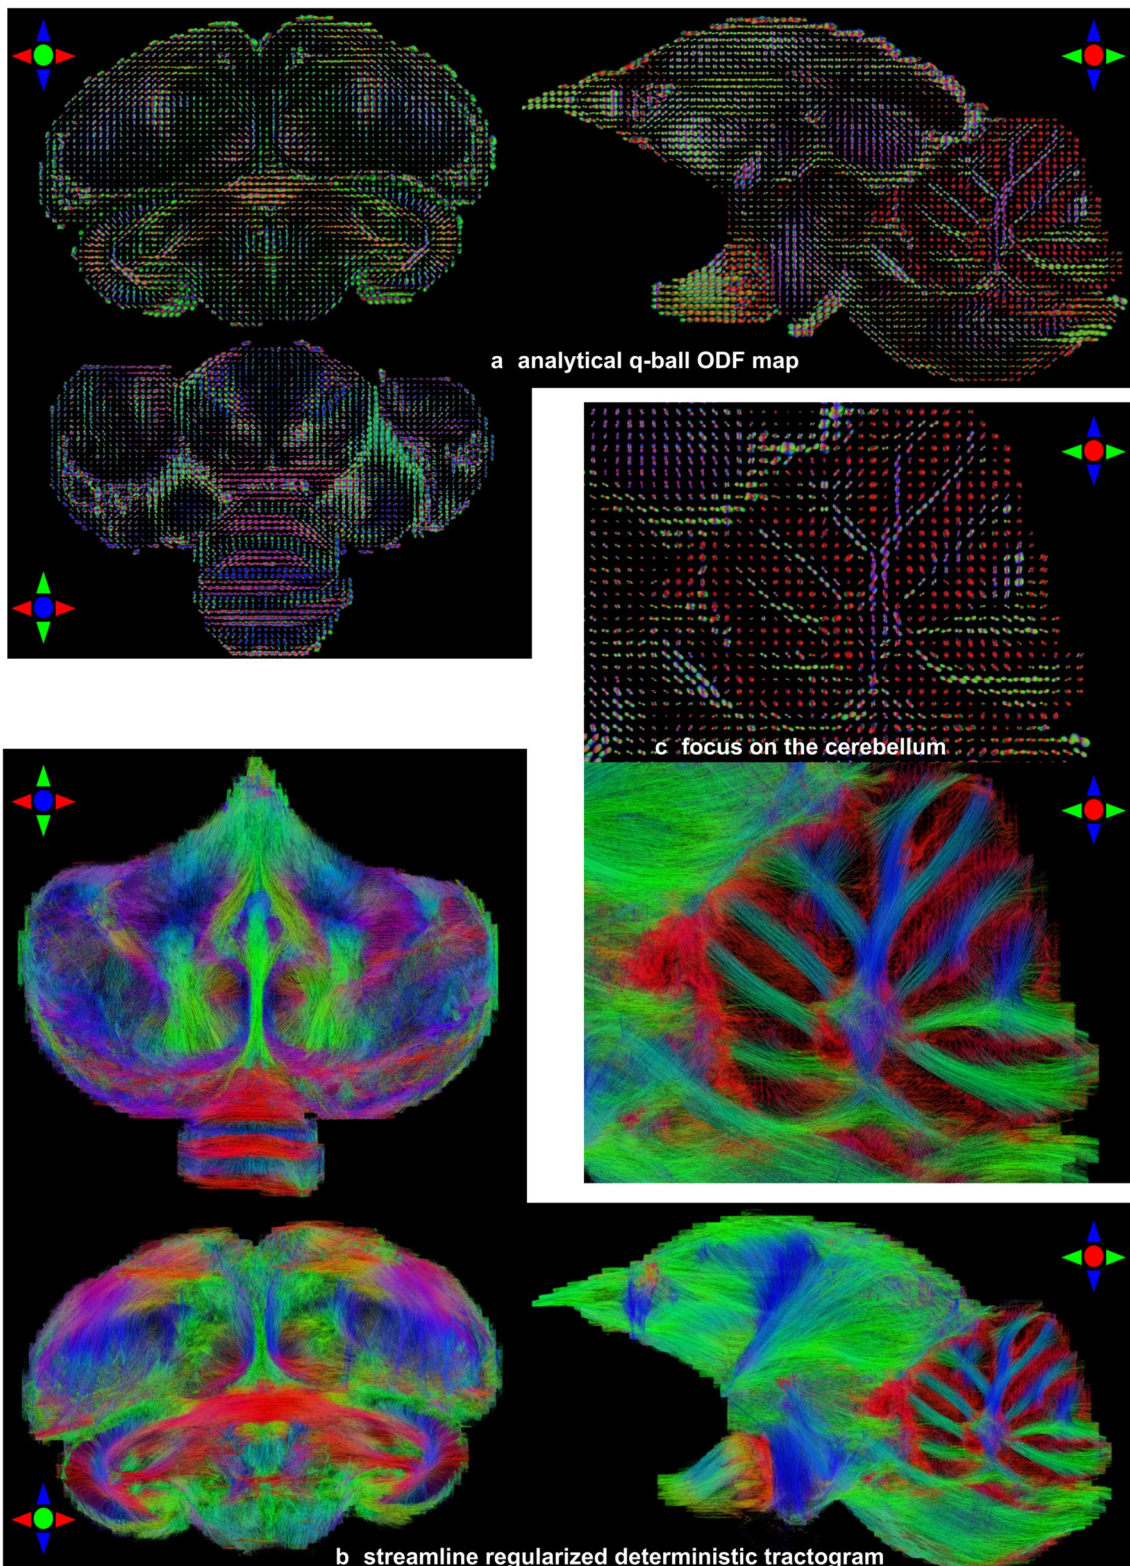 a analytical q-ball ODF map
c focus on the cerebellum
b streamline regularized deterministic tractogram